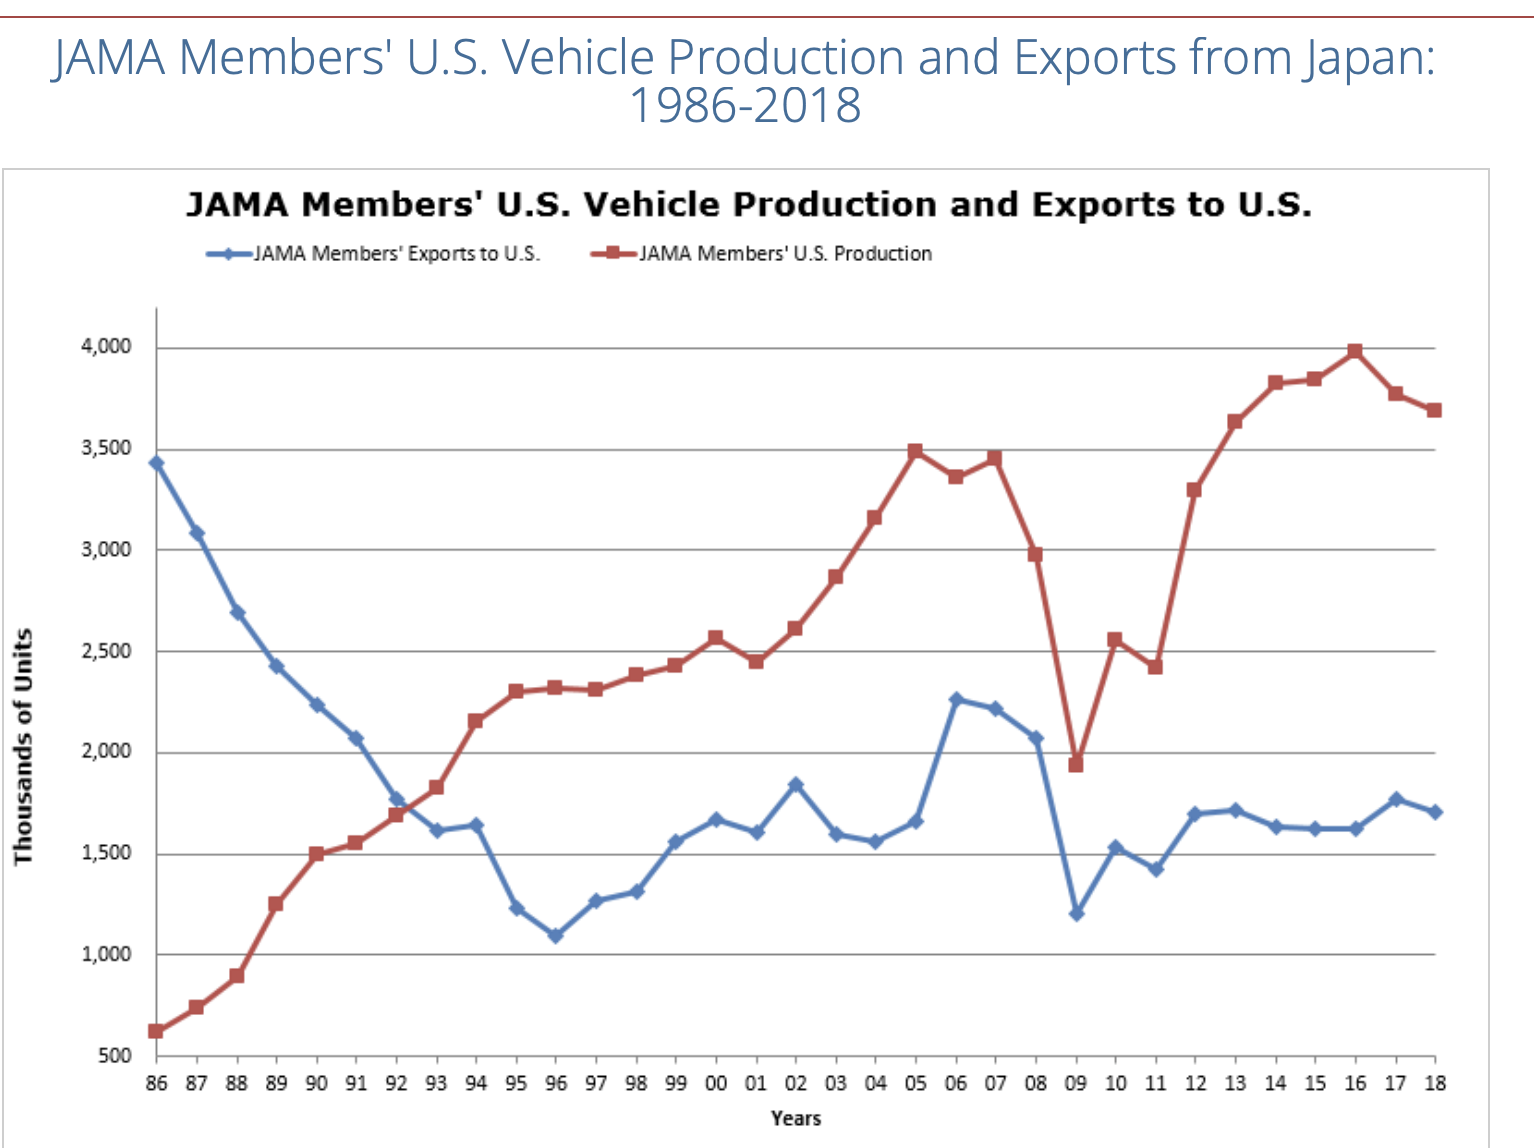 JAMA Members' U.S. Vehicle Production and Exports from Japan:
1986-2018
JAMA Members' U.S. Vehicle Production and Exports to U.S.
JAMA Members' Exports to U.S. JAMA Members' U.S. Production
4,000
3,500
3,000
2,500
2,000
1,500
1,000
500
Thousands of Units
86 87 88 89 90 91 92 93 94 95 96 97 98 99 00 01 02 03 04 05 06 07 08 09 10 11 12 13 14 15 16 17 18
Years